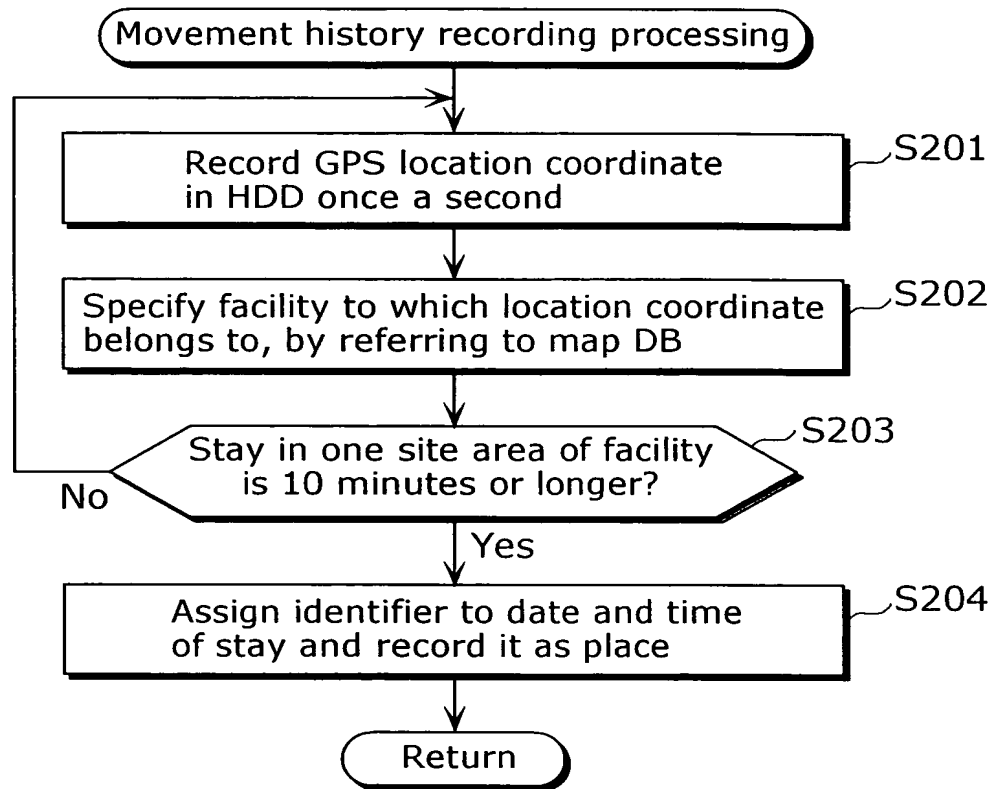 Movement history recording processing
Record GPS location coordinate
in HDD once a second
S201
Specify facility to which location coordinate
belongs to, by referring to map DB
S202
Stay in one site area of facility
is 10 minutes or longer?
S203
No
Yes
Assign identifier to date and time
of stay and record it as place
S204
Return